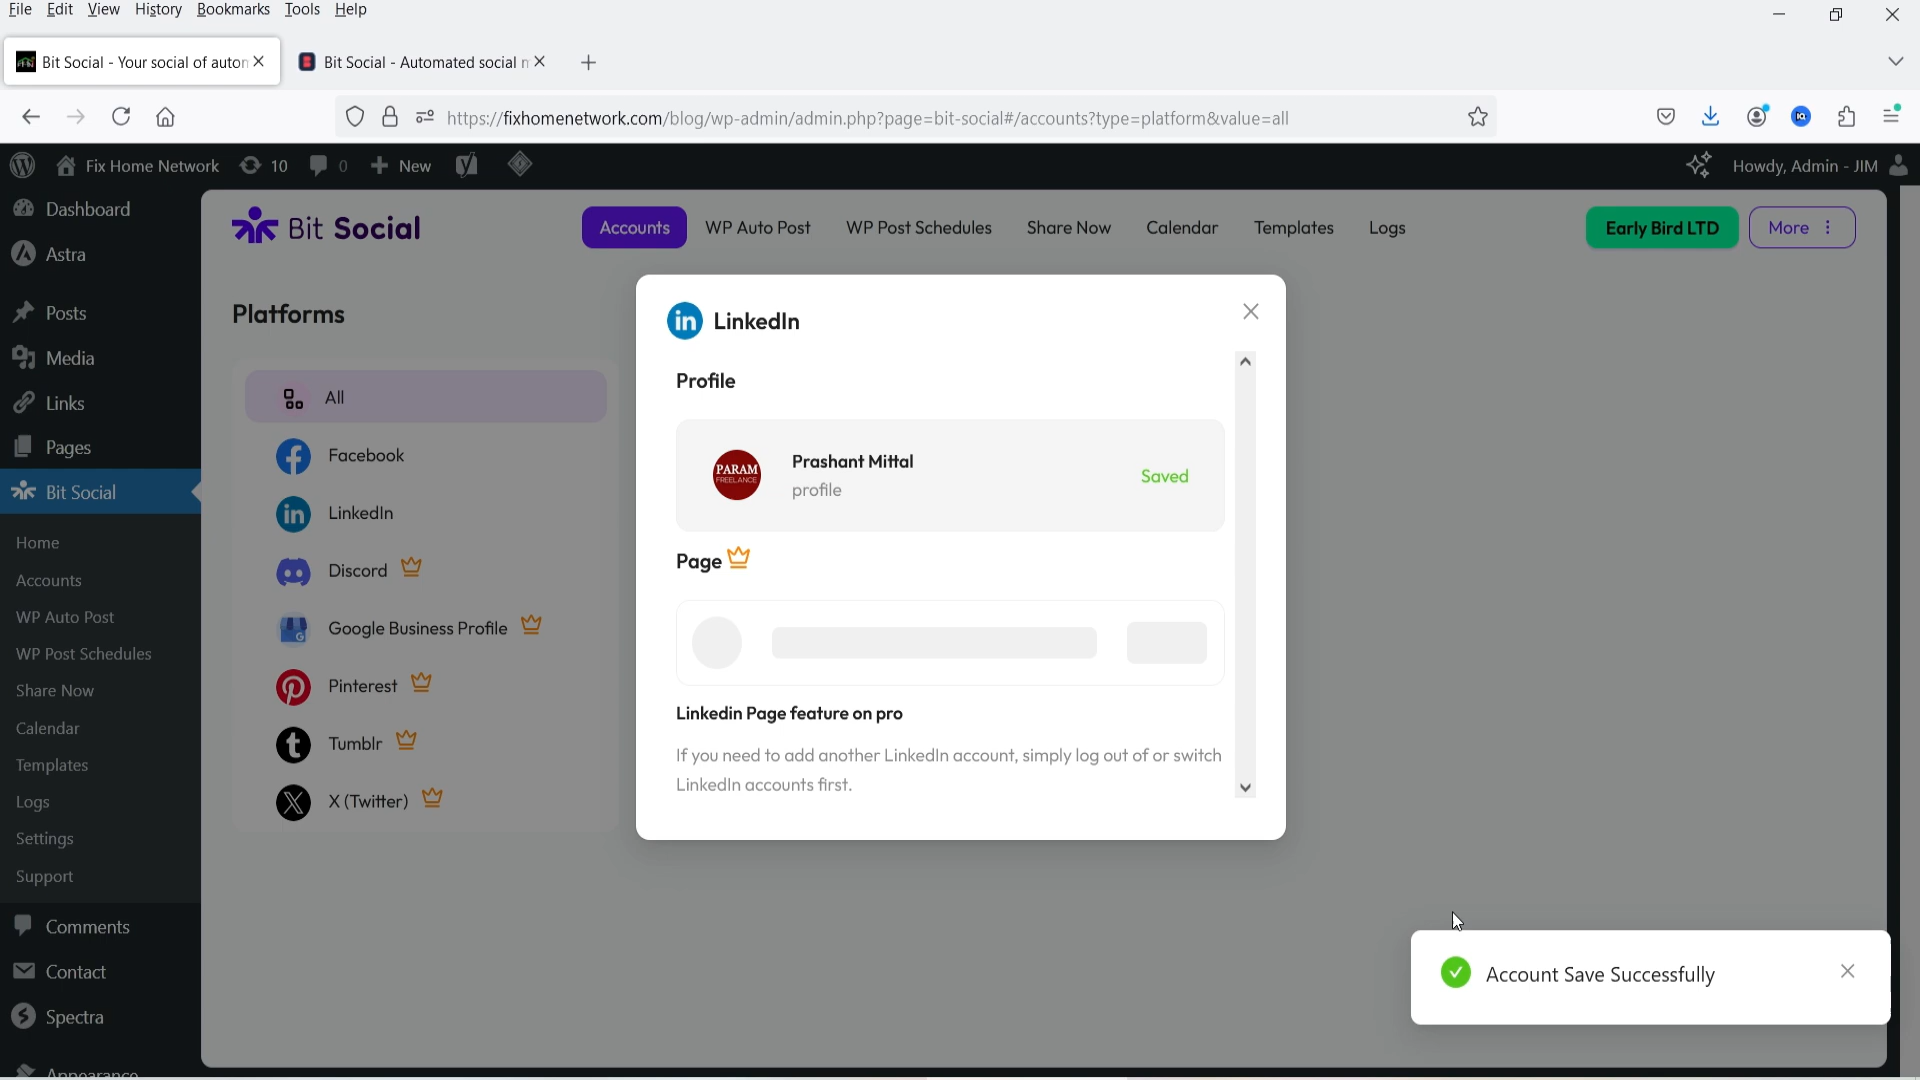 File Edit View History Bookmarks Tools Help
Bit Social - Your social of auton
Bit Social - Automated social m
https://fixhomenetwork.com/blog/wp-admin/admin.php?page=bit-social#/accounts?type=platform&value=all
Fix Home Network 10 0 New Howdy, Admin - JIM
Dashboard
Astra
Posts
Media
Links
Pages
Bit Social
Home
Accounts
WP Auto Post
WP Post Schedules
Share Now
Calendar
Templates
Logs
Settings
Support
Comments
Contact
Spectra
Appearance
Bit Social
Accounts WP Auto Post WP Post Schedules Share Now Calendar Templates Logs
Early Bird LTD
More
Platforms
All
Facebook
LinkedIn
Discord
Google Business Profile
Pinterest
Tumblr
X (Twitter)
LinkedIn
Profile
PARAM
FREELANCE
Prashant Mittal
profile
Saved
Page
Linkedin Page feature on pro
If you need to add another LinkedIn account, simply log out of or switch
LinkedIn accounts first.
Account Save Successfully